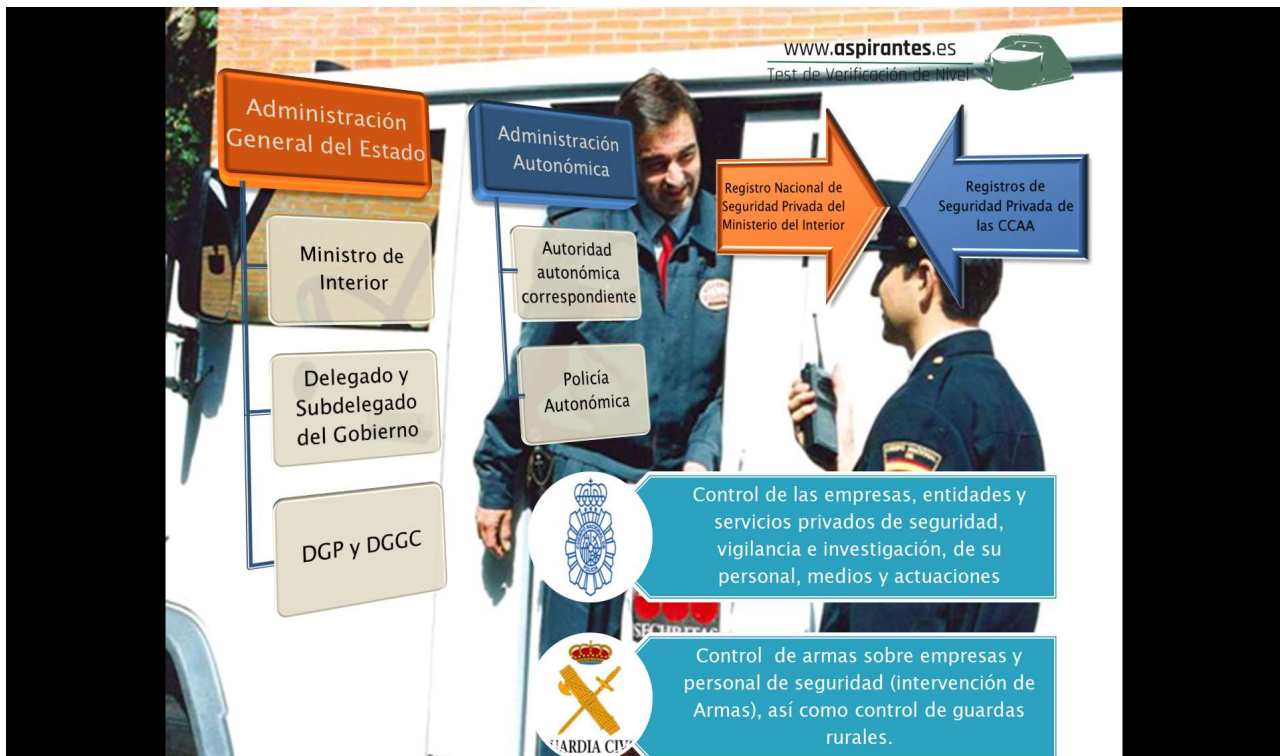 www.aspirantes.es
Test de Verificación de Nivel
Administración
General del Estado
Ministro de
Interior
Delegado y
Subdelegado
del Gobierno
DGP y DGGC
Administración
Autonómica
Autoridad
autonómica
correspondiente
Policía
Autonómica
Registro Nacional de
Seguridad Privada del
Ministerio del Interior
Registros de
Seguridad Privada de
las CCAA
Control de las empresas, entidades y
servicios privados de seguridad,
vigilancia e investigación, de su
personal, medios y actuaciones
SECURITAS
Control de armas sobre empresas y
personal de seguridad (intervención de
Armas), así como control de guardas
rurales.
GUARDIA CIVIL